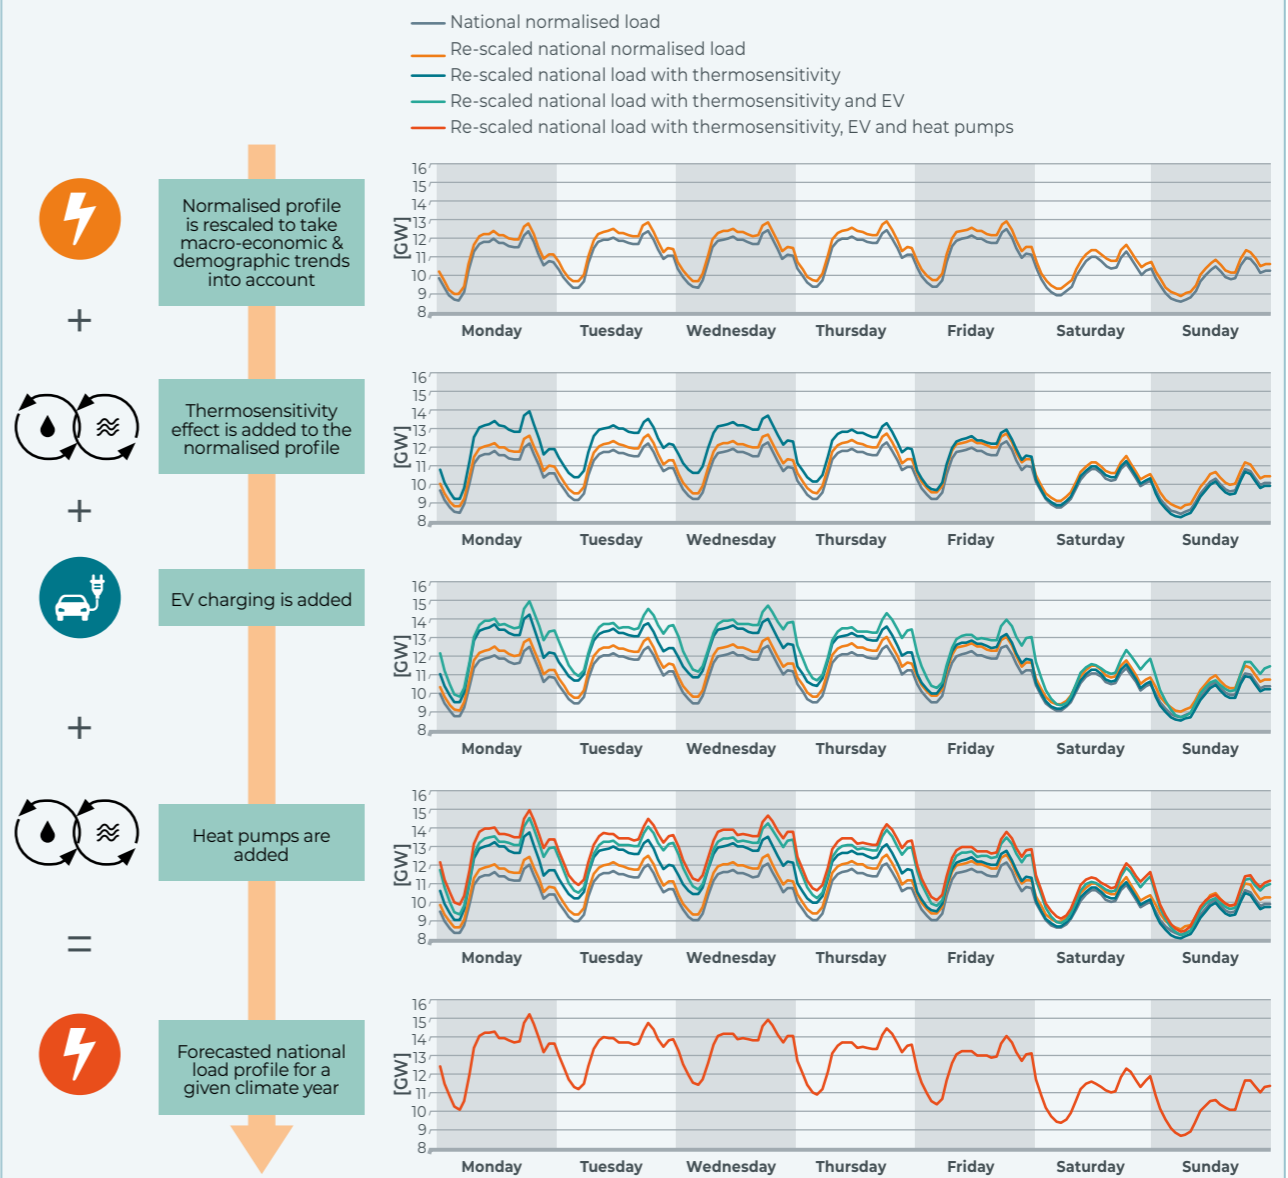 National normalised load
Re-scaled national normalised load
Re-scaled national load with thermosensitivity
Re-scaled national load with thermosensitivity and EV
Re-scaled national load with thermosensitivity, EV and heat pumps
Normalised profile
is rescaled to take
macro-economic &
demographic trends
into account
+
[GW]
16
15
14
13
12
11
10
9
8
Monday Tuesday Wednesday Thursday Friday Saturday Sunday
Thermosensitivity
effect is added to the
normalised profile
+
[GW]
16
15
14
13
12
11
10
9
8
Monday Tuesday Wednesday Thursday Friday Saturday Sunday
EV charging is added
+
[GW]
16
15
14
13
12
11
10
9
8
Monday Tuesday Wednesday Thursday Friday Saturday Sunday
Heat pumps are
added
=
[GW]
16
15
14
13
12
11
10
9
8
Monday Tuesday Wednesday Thursday Friday Saturday Sunday
Forecasted national
load profile for a
given climate year
[GW]
16
15
14
13
12
11
10
9
8
Monday Tuesday Wednesday Thursday Friday Saturday Sunday